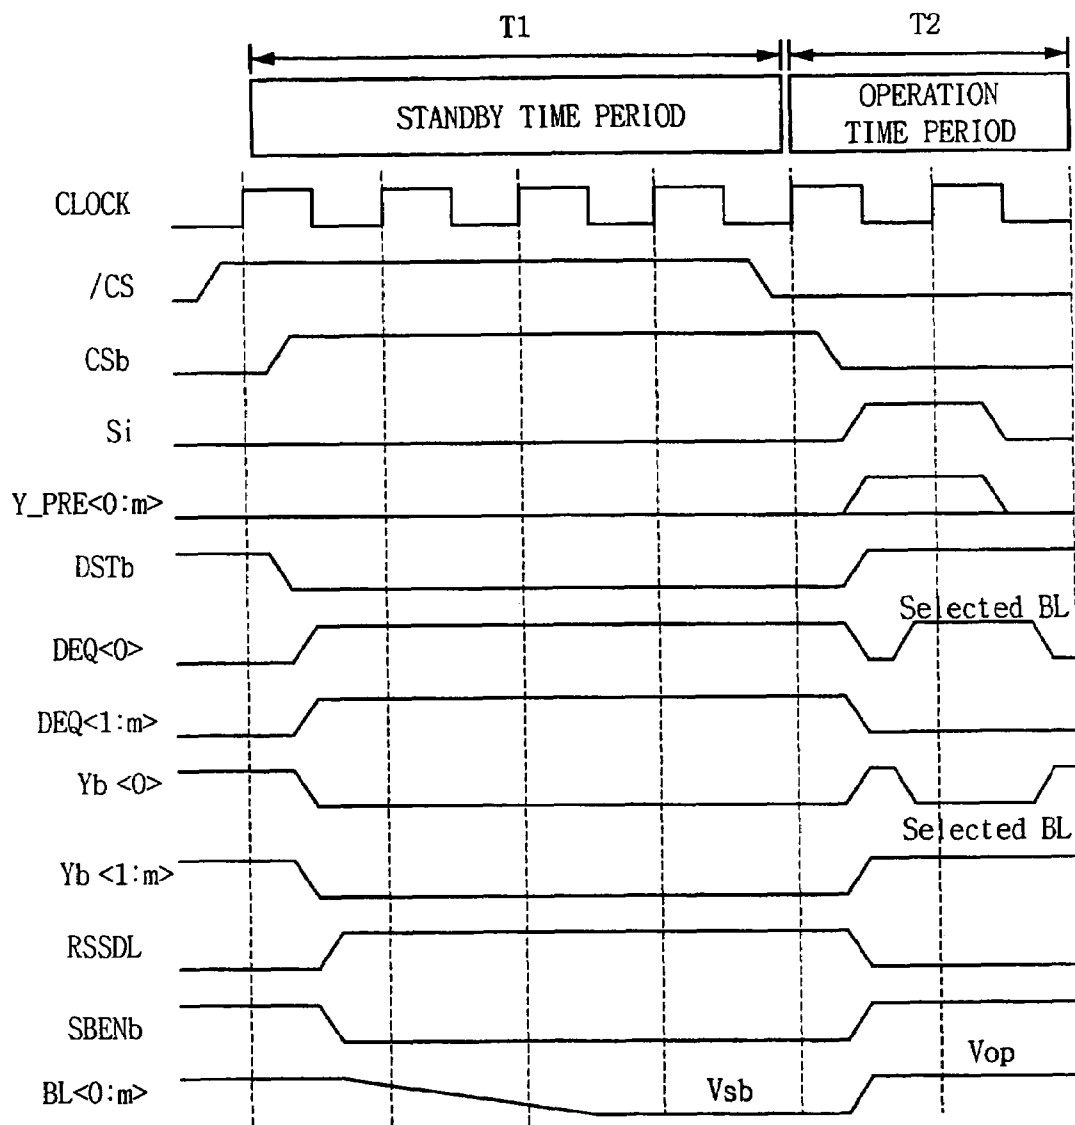 T1
T2
STANDBY TIME PERIOD
OPERATION
TIME PERIOD
CLOCK
/CS
CSb
Si
Y_PRE<0:m>
DSTb
Selected BL
DEQ<0>
DEQ<1:m>
Yb <0>
Selected BL
Yb <1:m>
RSSDL
SBENb
Vop
Vsb
BL<0:m>